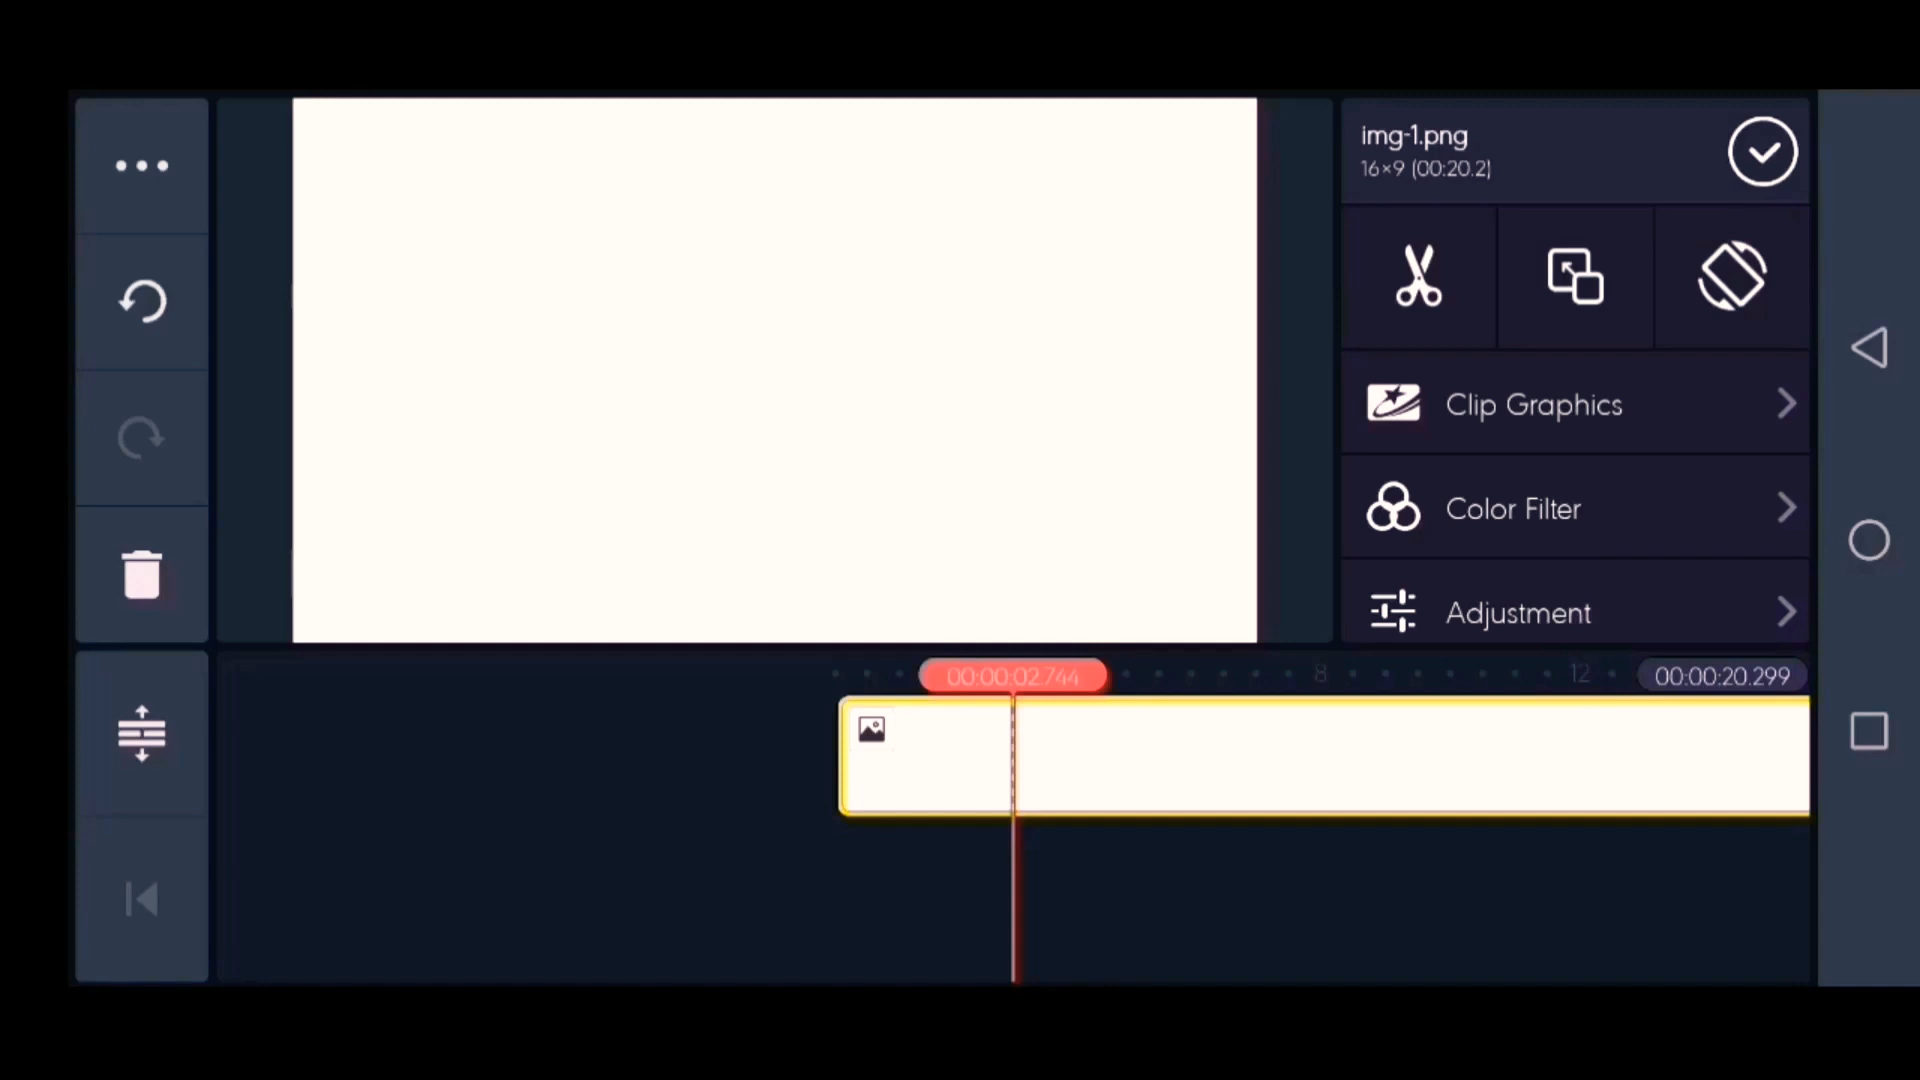 img-1.png
16×9 (00:20.2)
Clip Graphics
Color Filter
Adjustment
00:00:02.744
8
12
00:00:20.299